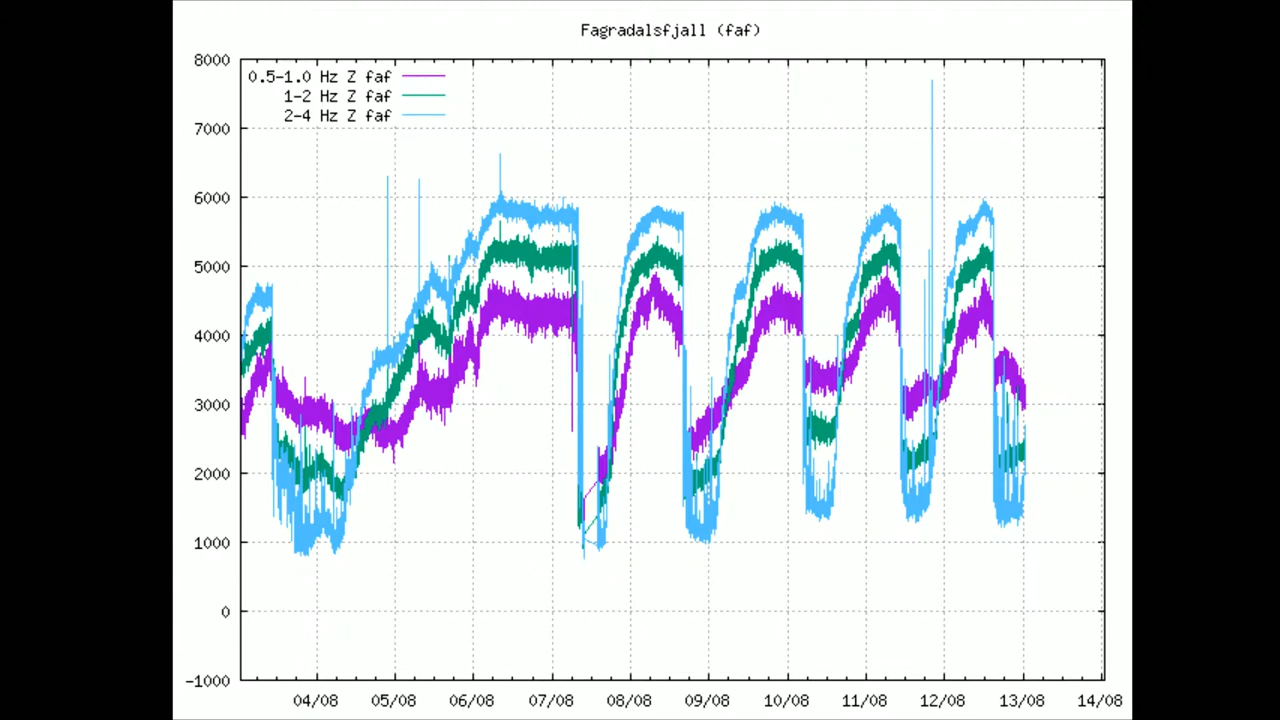 Fagradalsfjall (faf)
8000
0.5-1.0 Hz Z faf
1-2 Hz Z faf
2-4 Hz Z faf
7000
6000
5000
4000
3000
2000
1000
0
-1000
04/08 05/08 06/08 07/08 08/08 09/08 10/08 11/08 12/08 13/08 14/08